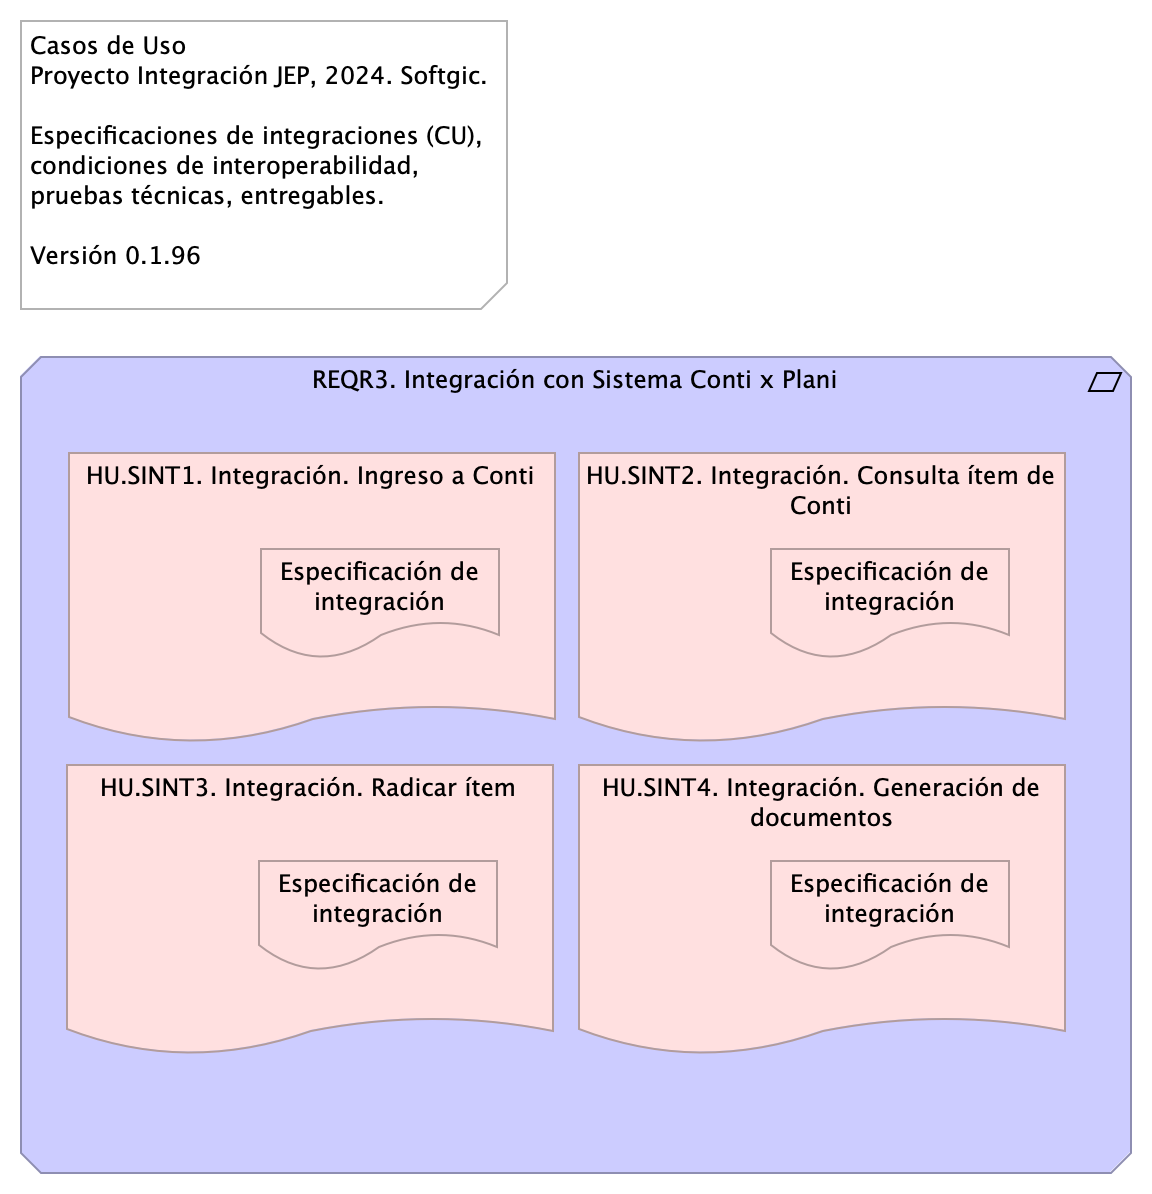 Casos de Uso
Proyecto Integración JEP, 2024. Softgic.
Especificaciones de integraciones (CU),
condiciones de interoperabilidad,
pruebas técnicas, entregables.
Versión 0.1.96
REQR3. Integración con Sistema Conti x Plani
HU.SINT1. Integración. Ingreso a Conti
Especificación de
integración
HU.SINT2. Integración. Consulta ítem de
Conti
Especificación de
integración
HU.SINT3. Integración. Radicar ítem
Especificación de
integración
HU.SINT4. Integración. Generación de
documentos
Especificación de
integración